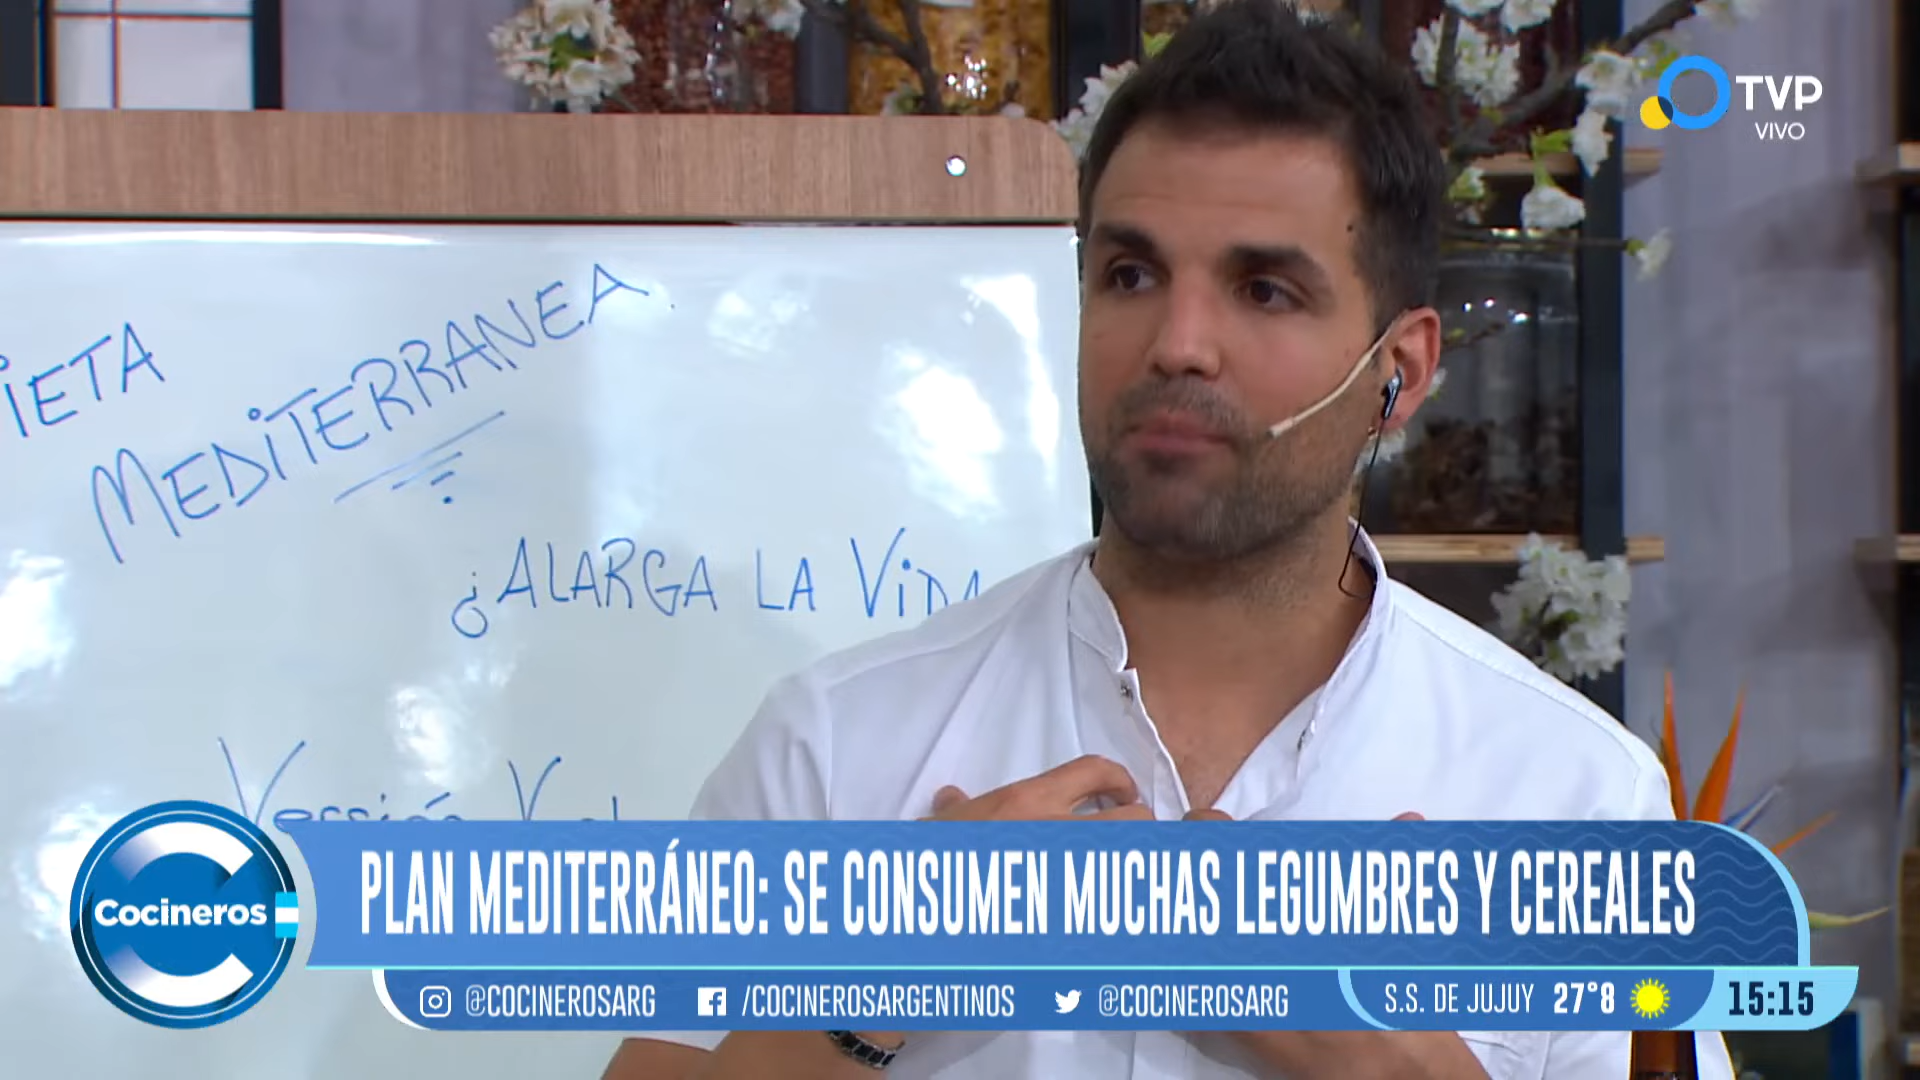 TVP
VIVO
IETA
MEDITERRANEA.
¿ALARGA LA VIDA
Versión
Cocineros
PLAN MEDITERRÁNEO: SE CONSUMEN MUCHAS LEGUMBRES Y CEREALES
@COCINEROSARG /COCINEROSARGENTINOS @COCINEROSARG S.S. DE JUJUY 27°8 15:15